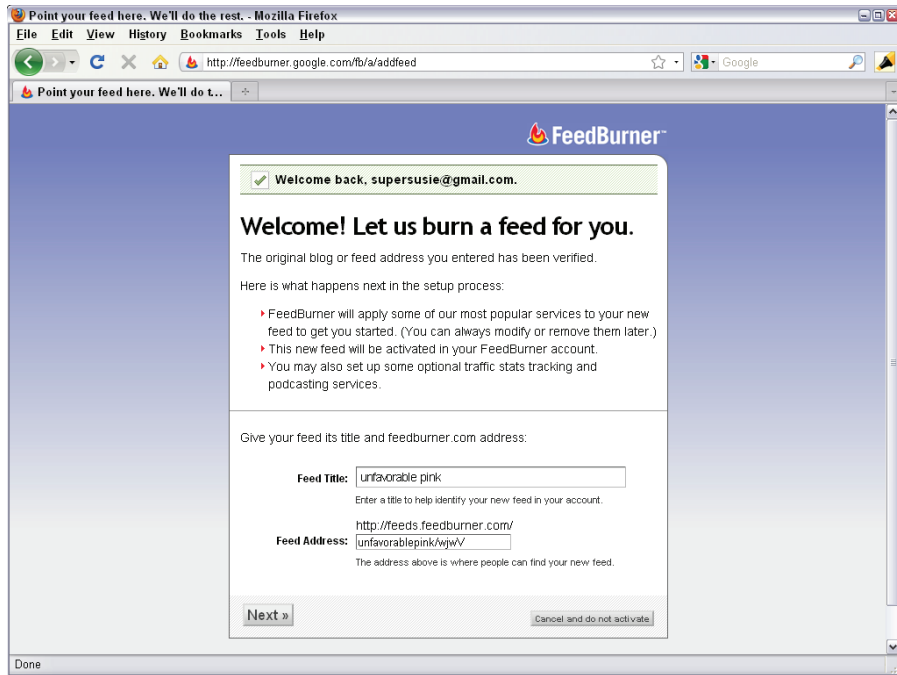 Point your feed here. We'll do the rest. - Mozilla Firefox
File Edit View History Bookmarks Tools Help
http://feedburner.google.com/fb/a/addfeed
Google
Point your feed here. We'll do t...
FeedBurner™
Welcome back, supersusie@gmail.com.
Welcome! Let us burn a feed for you.
The original blog or feed address you entered has been verified.
Here is what happens next in the setup process:
FeedBurner will apply some of our most popular services to your new
feed to get you started. (You can always modify or remove them later.)
This new feed will be activated in your FeedBurner account.
You may also set up some optional traffic stats tracking and
podcasting services.
Give your feed its title and feedburner.com address:
Feed Title: unfavorable pink
Enter a title to help identify your new feed in your account.
http://feeds.feedburner.com/
Feed Address:
The address above is where people can find your new feed.
Next »
Cancel and do not activate
Done